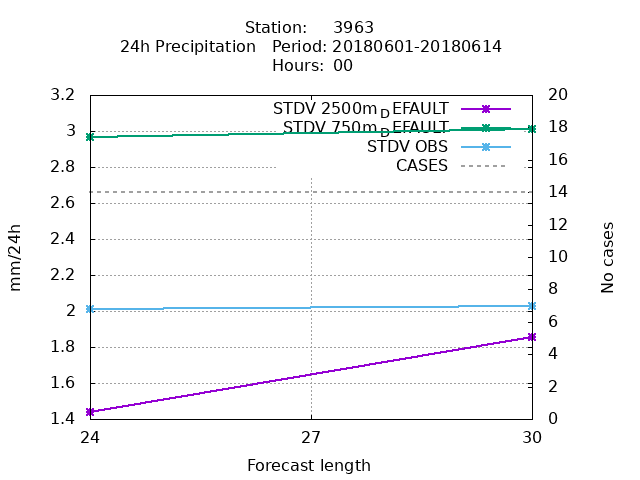 Station: 3963
24h Precipitation Period: 20180601-20180614
Hours: 00
STDV 2500m_DEFAULT
STDV 750m_DEFAULT
STDV OBS
CASES
3.2
3
2.8
2.6
2.4
2.2
2
1.8
1.6
1.4
20
18
16
14
12
10
8
6
4
2
0
mm/24h
No cases
24 27 30
Forecast length